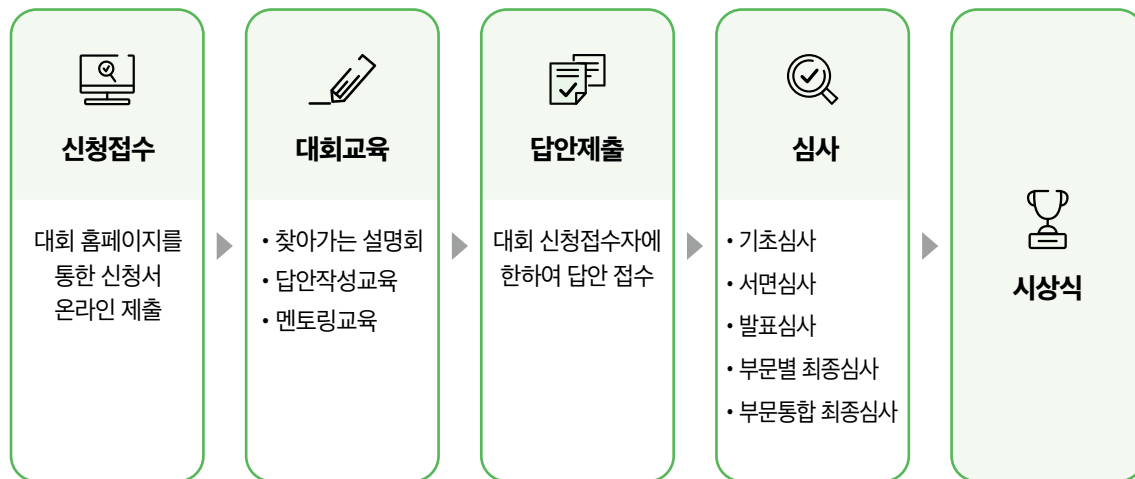 신청접수
대회 홈페이지를
통한 신청서
온라인 제출
대회교육
• 찾아가는 설명회
• 답안작성교육
• 멘토링교육
답안제출
대회 신청접수자에
한하여 답안 접수
심사
• 기초심사
• 서면심사
• 발표심사
• 부문별 최종심사
• 부문통합 최종심사
시상식